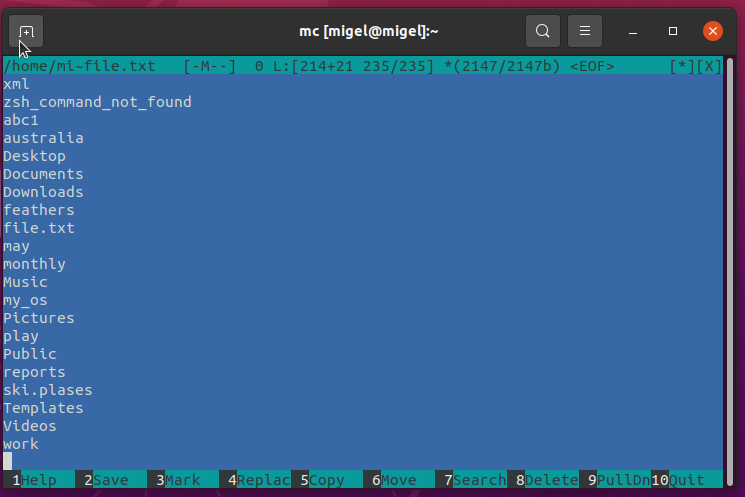 mc [migel@migel]:~
/home/mi~file.txt   [-M--]  0 L:[214+21 235/235] *(2147/2147b) <EOF>      [*][X]
xml
zsh_command_not_found
abc1
australia
Desktop
Documents
Downloads
feathers
file.txt
may
monthly
Music
my_os
Pictures
play
Public
reports
ski.plases
Templates
Videos
work
1Help 2Save 3Mark 4Replac 5Copy 6Move 7Search 8Delete 9PullDn 10Quit